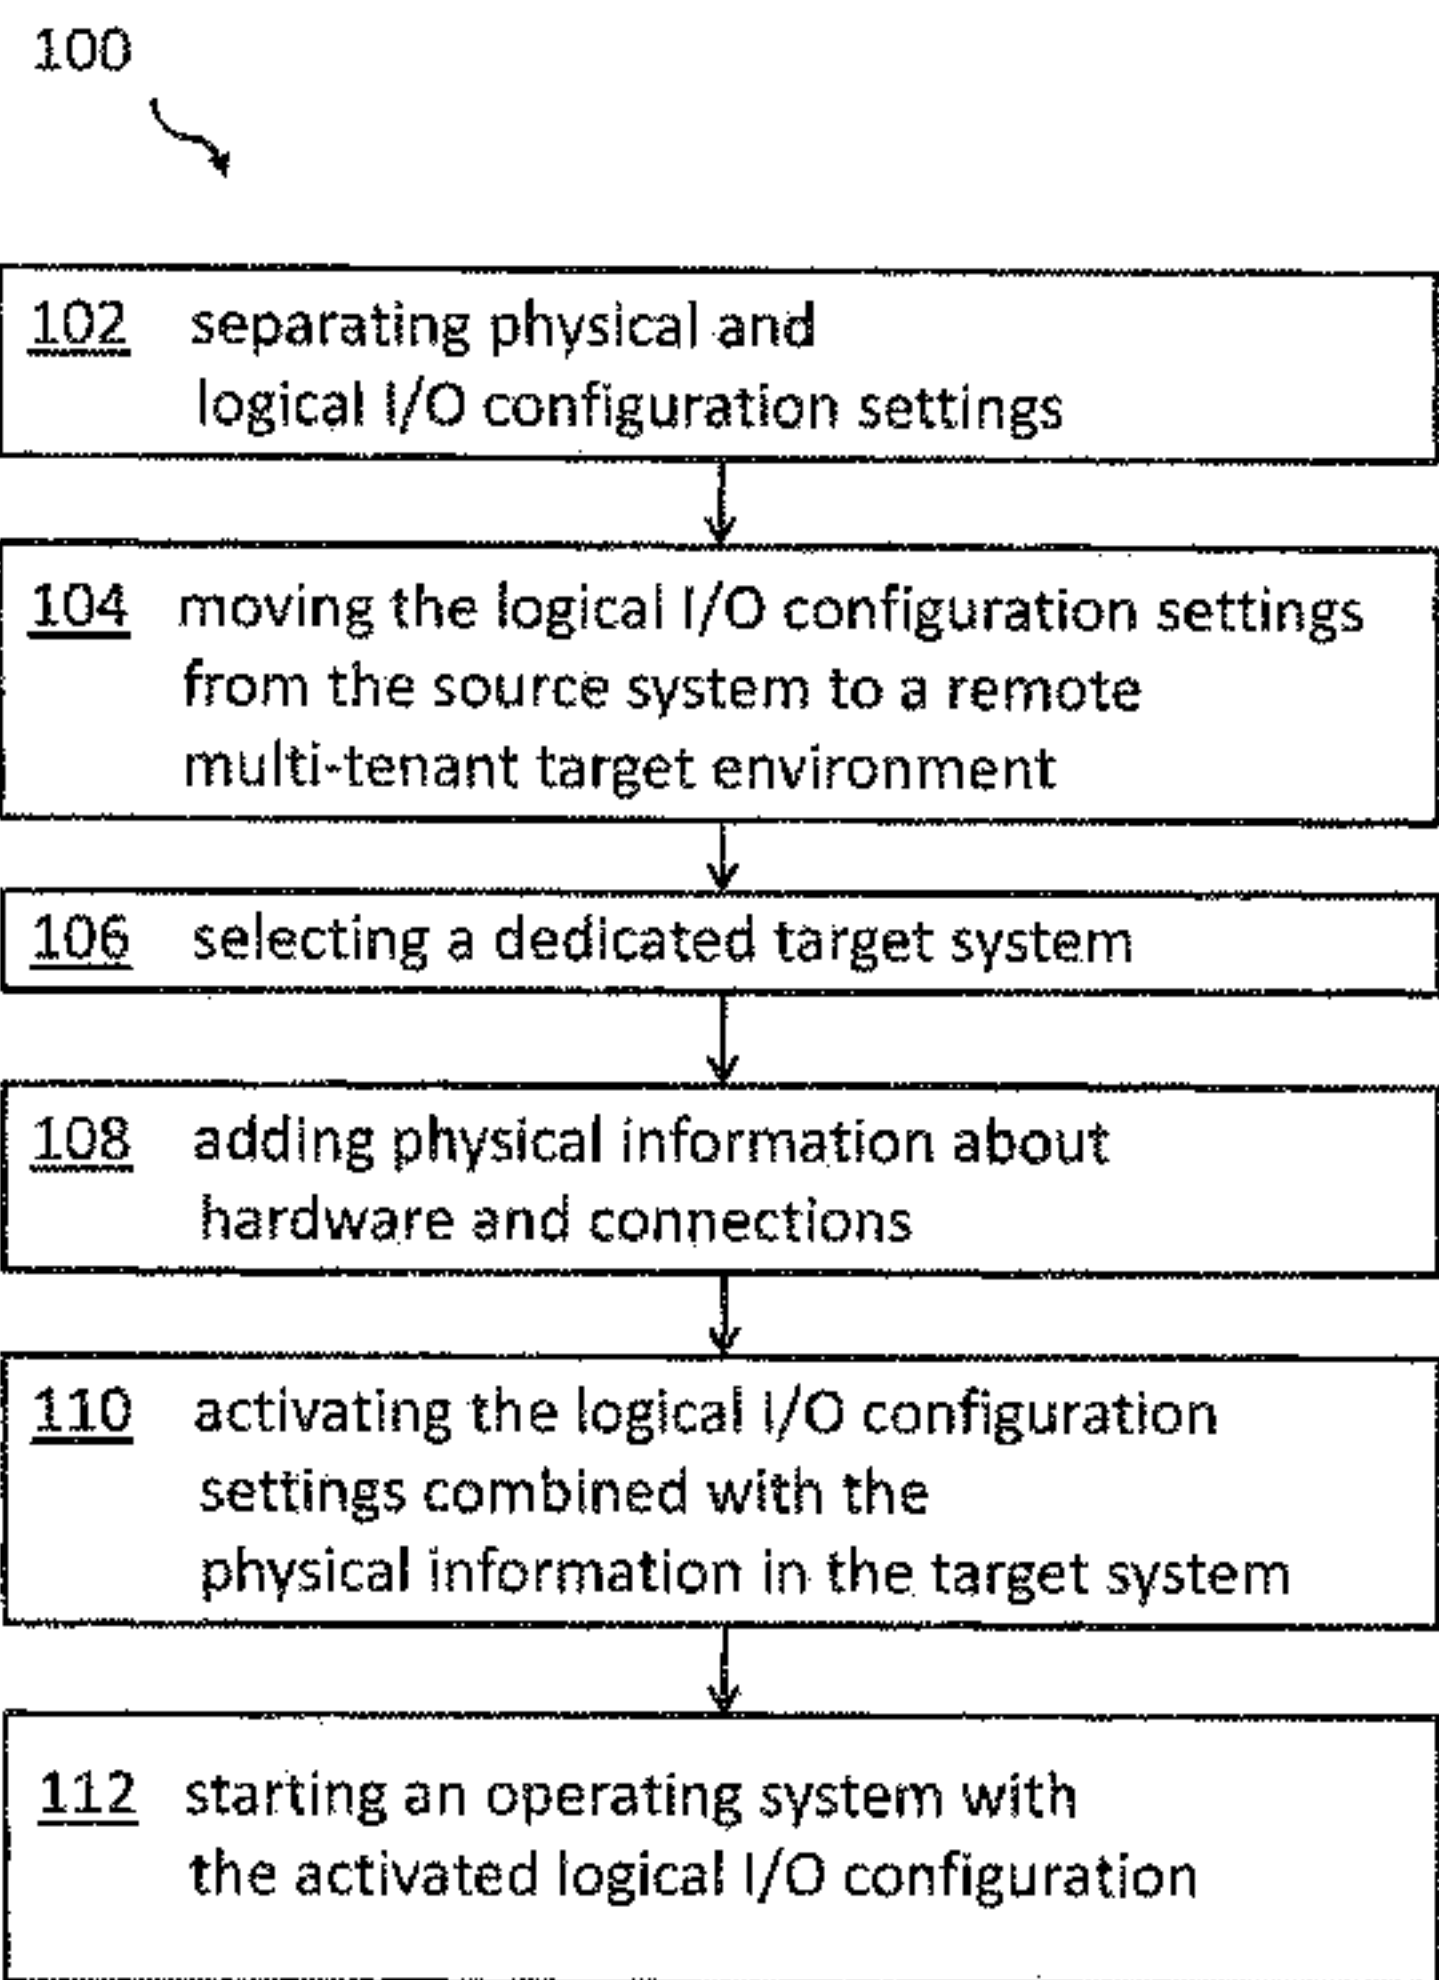 100
102 separating physical and
logical I/O configuration settings
104 moving the logical I/O configuration settings
from the source system to a remote
multi-tenant target environment
106 selecting a dedicated target system
108 adding physical information about
hardware and connections
110 activating the logical I/O configuration
settings combined with the
physical information in the target system
112 starting an operating system with
the activated logical I/O configuration